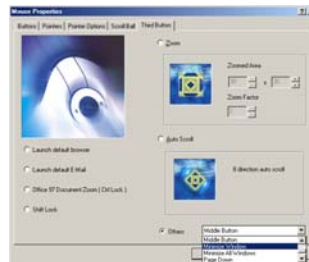 Mouse Properties
Buttons | Pointers | Pointer Options | Scroll Ball | Third Button
Zoom
Zoomed Area
x
Zoom Factor
Launch default browser
Launch default E-Mail
Office 97 Document Zoom ( Ctrl Lock )
Shift Lock
Auto Scroll
8 direction auto scroll
Others
Middle Button
Middle Button
Minimize Window
Minimize All Windows
Page Down